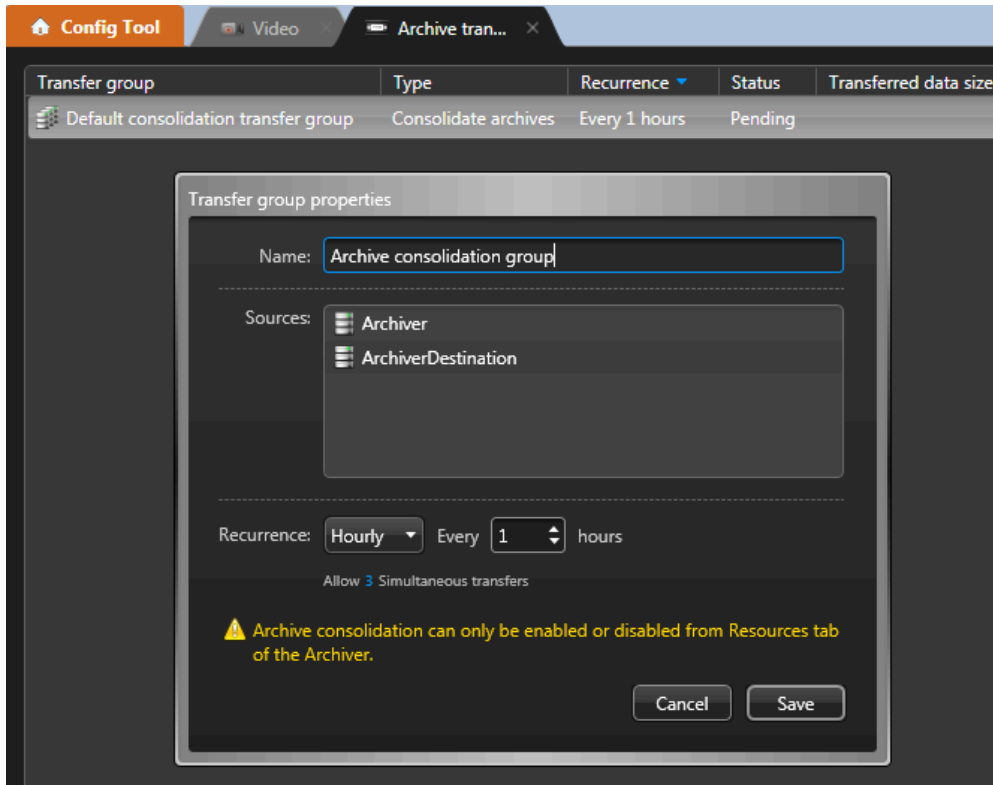 Config Tool Video Archive tran...
Transfer group Type Recurrence Status Transferred data size
Default consolidation transfer group Consolidate archives Every 1 hours Pending
Transfer group properties
Name: Archive consolidation group
Sources: Archiver
ArchiverDestination
Recurrence: Hourly Every 1 hours
Allow 3 Simultaneous transfers
Archive consolidation can only be enabled or disabled from Resources tab
of the Archiver.
Cancel Save